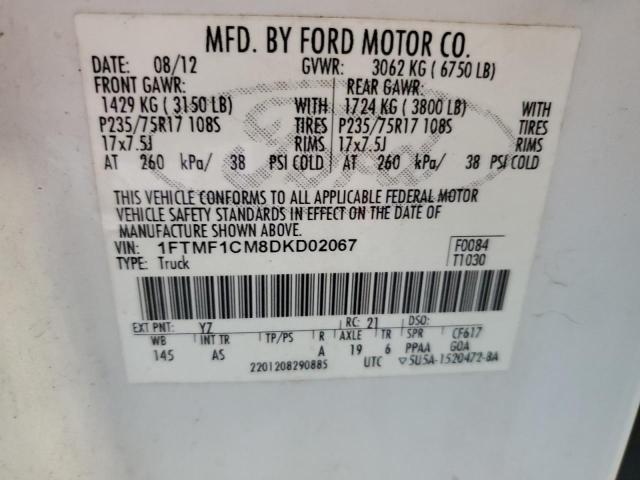 MFD. BY FORD MOTOR CO.
DATE: 08/12 GVWR: 3062 KG ( 6750 LB)
FRONT GAWR: REAR GAWR:
1429 KG ( 3150 LB) WITH 1724 KG ( 3800 LB) WITH
P235/75R17 108S TIRES P235/75R17 108S TIRES
17x7.5J RIMS 17x7.5J RIMS
AT 260 kPa/ 38 PSI COLD AT 260 kPa/ 38 PSI COLD
THIS VEHICLE CONFORMS TO ALL APPLICABLE FEDERAL MOTOR
VEHICLE SAFETY STANDARDS IN EFFECT ON THE DATE OF
MANUFACTURE SHOWN ABOVE.
VIN: 1FTMF1CM8DKD02067 F0084
TYPE: Truck T1030
EXT PNT: YZ RC: 21 DSO:
WB INT TR TP/PS R AXLE TR SPR CF617
145 AS A 19 6 PPAA GOA
2201208290885 UTC ▽5U5A-1520472-BA